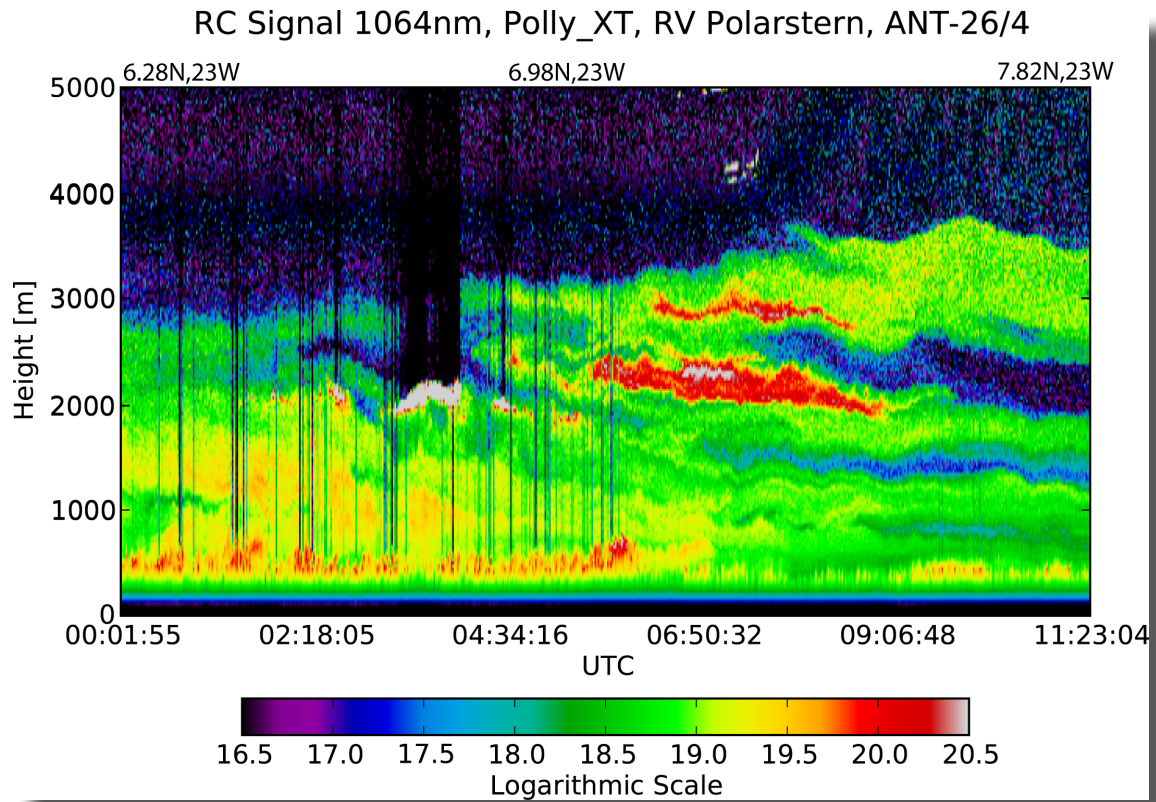 RC Signal 1064nm, Polly_XT, RV Polarstern, ANT-26/4
6.28N,23W 6.98N,23W 7.82N,23W
5000
4000
3000
2000
1000
0
Height [m]
00:01:55 02:18:05 04:34:16 06:50:32 09:06:48 11:23:04
UTC
16.5 17.0 17.5 18.0 18.5 19.0 19.5 20.0 20.5
Logarithmic Scale